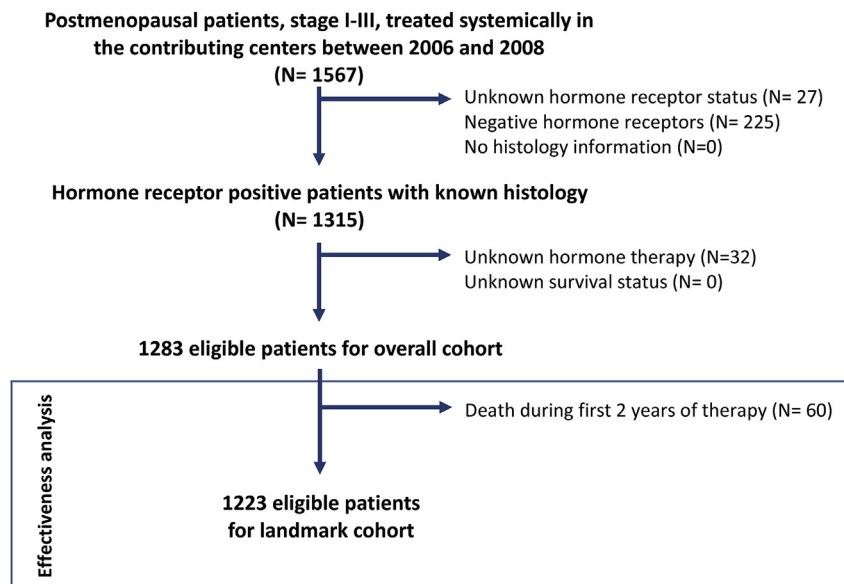 Postmenopausal patients, stage I-III, treated systemically in
the contributing centers between 2006 and 2008
(N= 1567)
Unknown hormone receptor status (N= 27)
Negative hormone receptors (N= 225)
No histology information (N=0)
Hormone receptor positive patients with known histology
(N= 1315)
Unknown hormone therapy (N=32)
Unknown survival status (N= 0)
1283 eligible patients for overall cohort
Effectiveness analysis
Death during first 2 years of therapy (N= 60)
1223 eligible patients
for landmark cohort